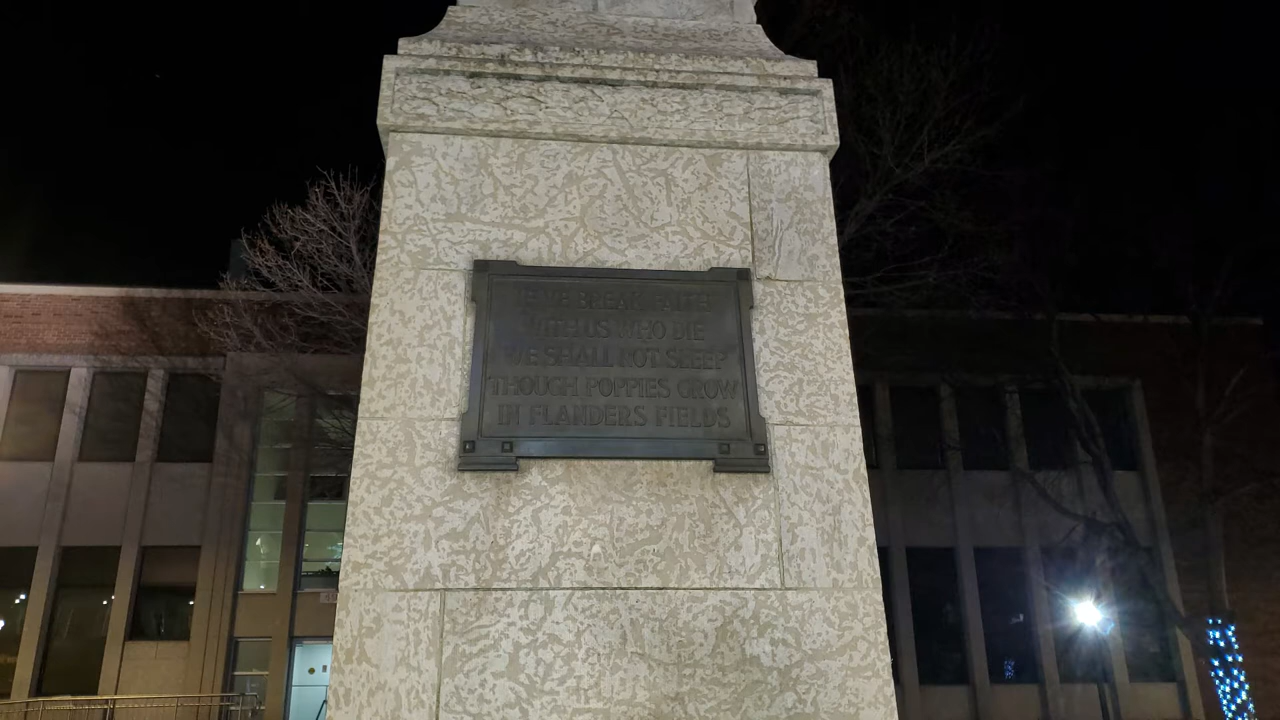 IF YE BREAK FAITH
WITH US WHO DIE
WE SHALL NOT SLEEP
THOUGH POPPIES GROW
IN FLANDERS FIELDS